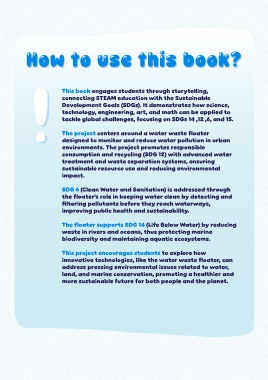 How to use this book?
!
This book engages students through storytelling,
connecting STEAM education with the Sustainable
Development Goals (SDGs). It demonstrates how science,
technology, engineering, art, and math can be applied to
tackle global challenges, focusing on SDGs 14 ,12 ,6, and 15.
The project centers around a water waste floater
designed to monitor and reduce water pollution in urban
environments. The project promotes responsible
consumption and recycling (SDG 12) with advanced water
treatment and waste separation systems, ensuring
sustainable resource use and reducing environmental
impact.
SDG 6 (Clean Water and Sanitation) is addressed through
the floater's role in keeping water clean by detecting and
filtering pollutants before they reach waterways,
improving public health and sustainability.
The floater supports SDG 14 (Life Below Water) by reducing
waste in rivers and oceans, thus protecting marine
biodiversity and maintaining aquatic ecosystems.
This project encourages students to explore how
innovative technologies, like the water waste floater, can
address pressing environmental issues related to water,
land, and marine conservation, promoting a healthier and
more sustainable future for both people and the planet.